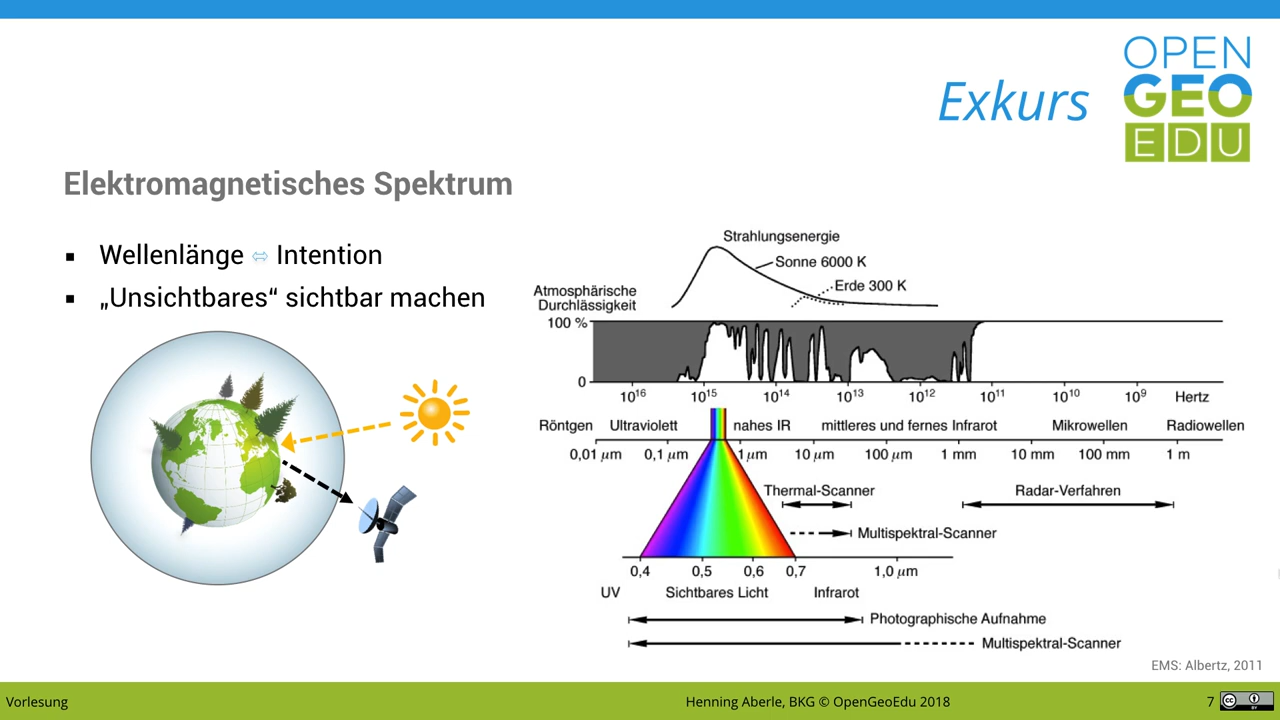 OPEN
GEO
EDU
Exkurs
Elektromagnetisches Spektrum
▪ Wellenlänge ⬄ Intention
▪ „Unsichtbares“ sichtbar machen
Strahlungsenergie
Sonne 6000 K
Erde 300 K
Atmosphärische
Durchlässigkeit
100 %
0
10¹⁶ 10¹⁵ 10¹⁴ 10¹³ 10¹² 10¹¹ 10¹⁰ 10⁹ Hertz
Röntgen Ultraviolett nahes IR mittleres und fernes Infrarot Mikrowellen Radiowellen
0,01 µm 0,1 µm 1 µm 10 µm 100 µm 1 mm 10 mm 100 mm 1 m
Thermal-Scanner Radar-Verfahren
Multispektral-Scanner
0,4 0,5 0,6 0,7 1,0 µm
UV Sichtbares Licht Infrarot
Photographische Aufnahme
Multispektral-Scanner
EMS: Albertz, 2011
Vorlesung Henning Aberle, BKG © OpenGeoEdu 2018 7
cc
BY